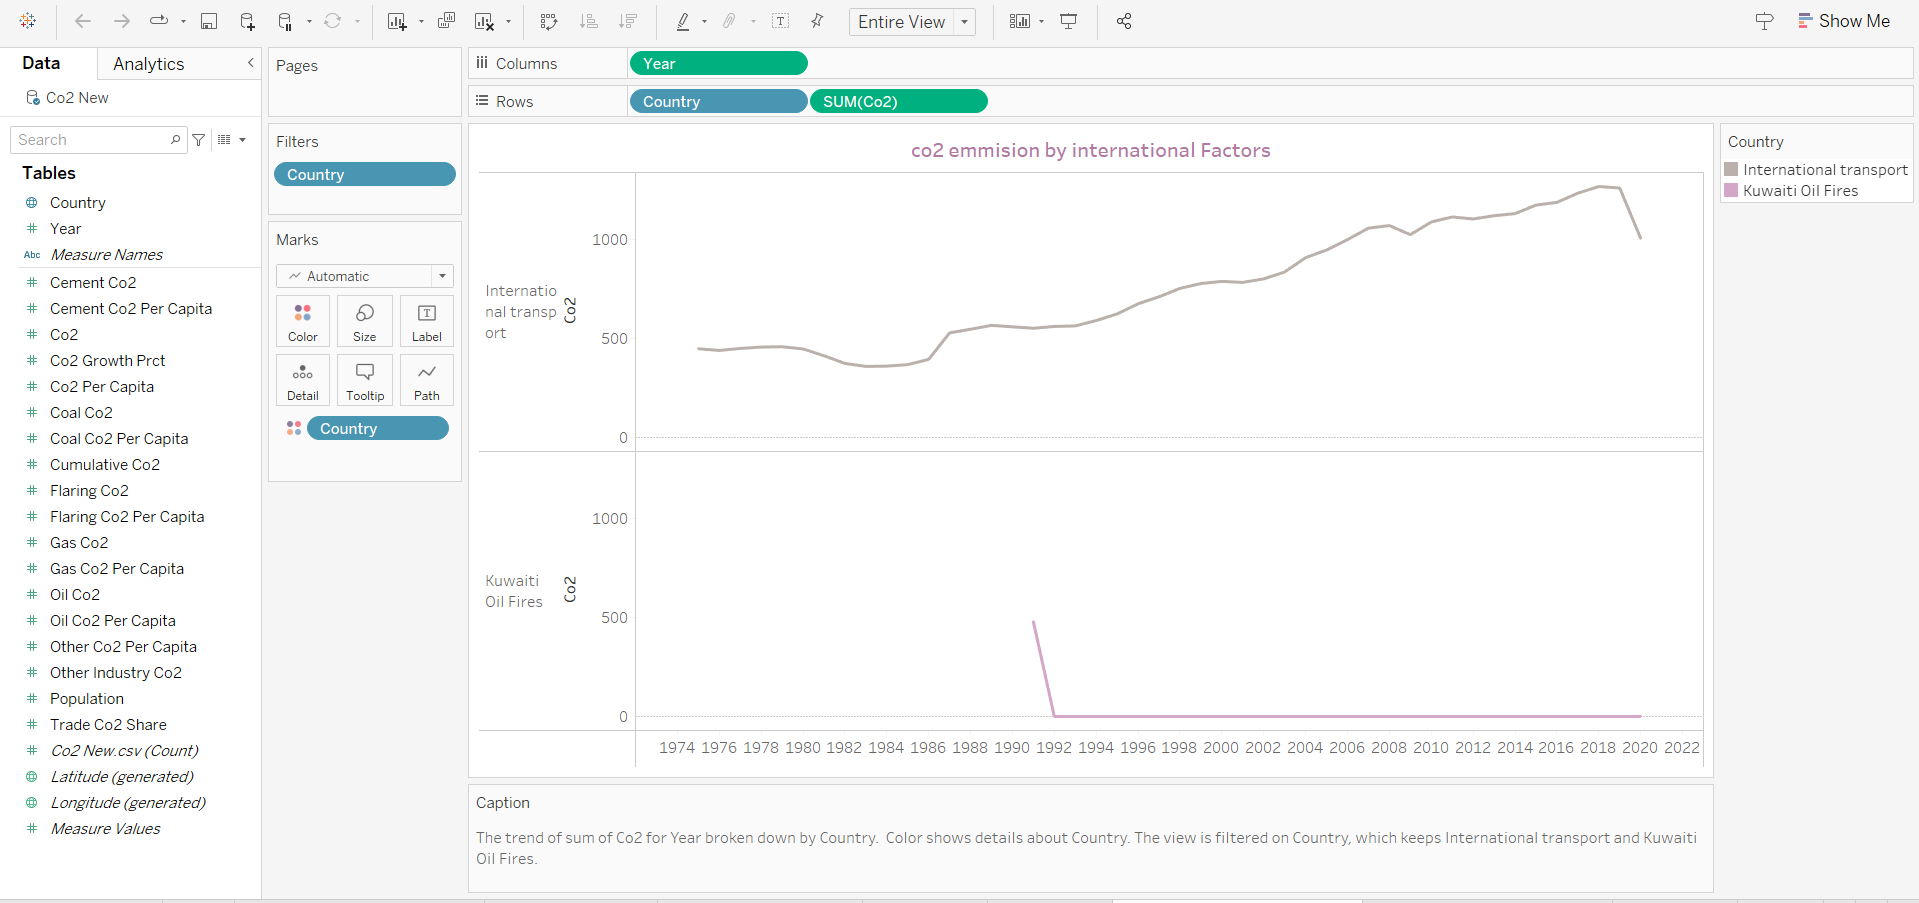 Entire View
Show Me
Data
Analytics
Co2 New
Search
Tables
Country
Year
Abc Measure Names
Cement Co2
Cement Co2 Per Capita
Co2
Co2 Growth Prct
Co2 Per Capita
Coal Co2
Coal Co2 Per Capita
Cumulative Co2
Flaring Co2
Flaring Co2 Per Capita
Gas Co2
Gas Co2 Per Capita
Oil Co2
Oil Co2 Per Capita
Other Co2 Per Capita
Other Industry Co2
Population
Trade Co2 Share
Co2 New.csv (Count)
Latitude (generated)
Longitude (generated)
Measure Values
Pages
Filters
Country
Marks
Automatic
Color Size Label
Detail Tooltip Path
Country
Columns Year
Rows Country SUM(Co2)
co2 emmision by international Factors
Internatio
nal transp
ort
Co2
1000
500
0
Kuwaiti
Oil Fires
Co2
1000
500
0
1974 1976 1978 1980 1982 1984 1986 1988 1990 1992 1994 1996 1998 2000 2002 2004 2006 2008 2010 2012 2014 2016 2018 2020 2022
Country
International transport
Kuwaiti Oil Fires
Caption
The trend of sum of Co2 for Year broken down by Country. Color shows details about Country. The view is filtered on Country, which keeps International transport and Kuwaiti
Oil Fires.